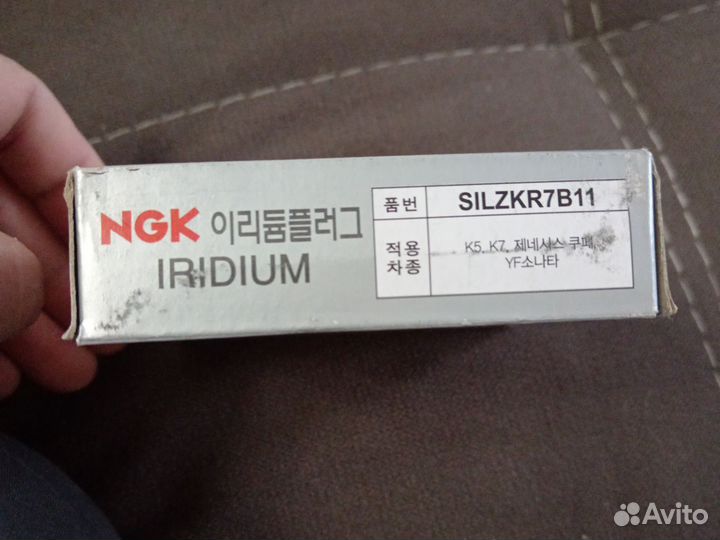 NGK 이리듐플러그
IRIDIUM
품번 SILZKR7B11
적용 차종 K5, K7, 제네시스 쿠페,
YF소나타
Avito